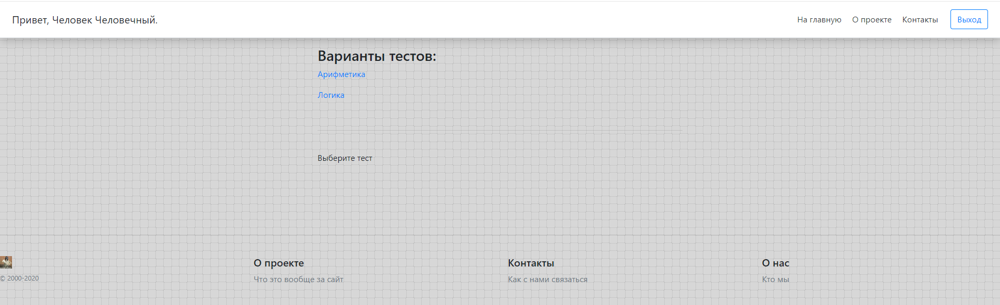 Привет, Человек Человечный.
На главную О проекте Контакты Выход
Варианты тестов:
Арифметика
Логика
Выберите тест
О проекте Контакты О нас
© 2000-2020 Что это вообще за сайт Как с нами связаться Кто мы